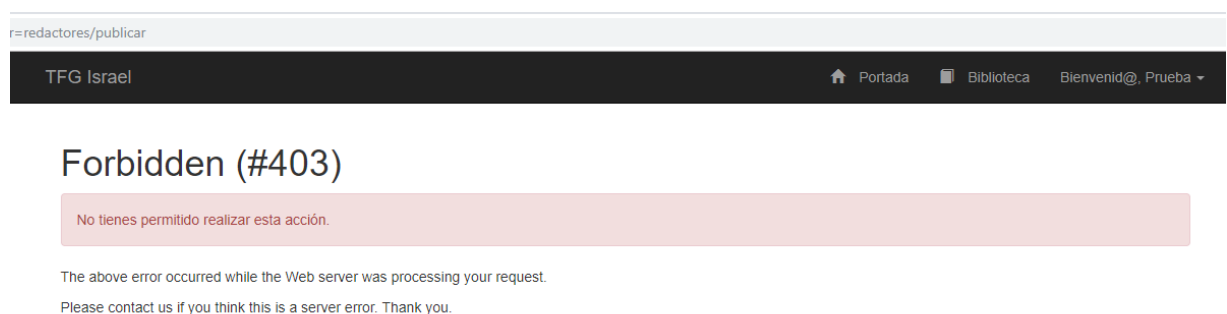 r=redactores/publicar
TFG Israel Portada Biblioteca Bienvenid@, Prueba
Forbidden (#403)
No tienes permitido realizar esta acción.
The above error occurred while the Web server was processing your request.
Please contact us if you think this is a server error. Thank you.